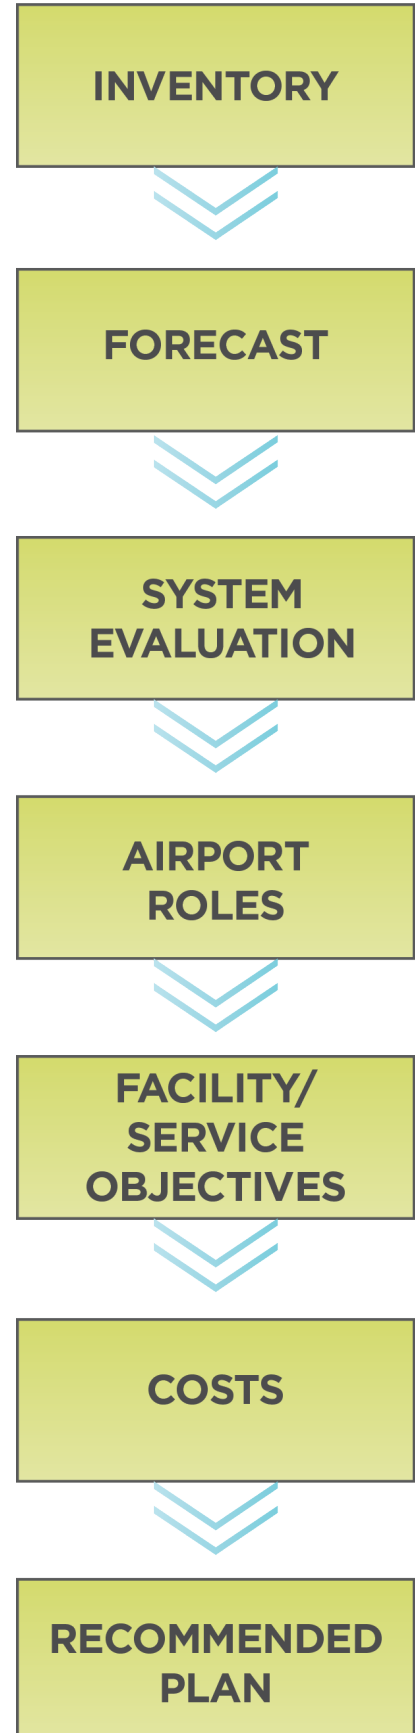 INVENTORY
FORECAST
SYSTEM
EVALUATION
AIRPORT
ROLES
FACILITY/
SERVICE
OBJECTIVES
COSTS
RECOMMENDED
PLAN